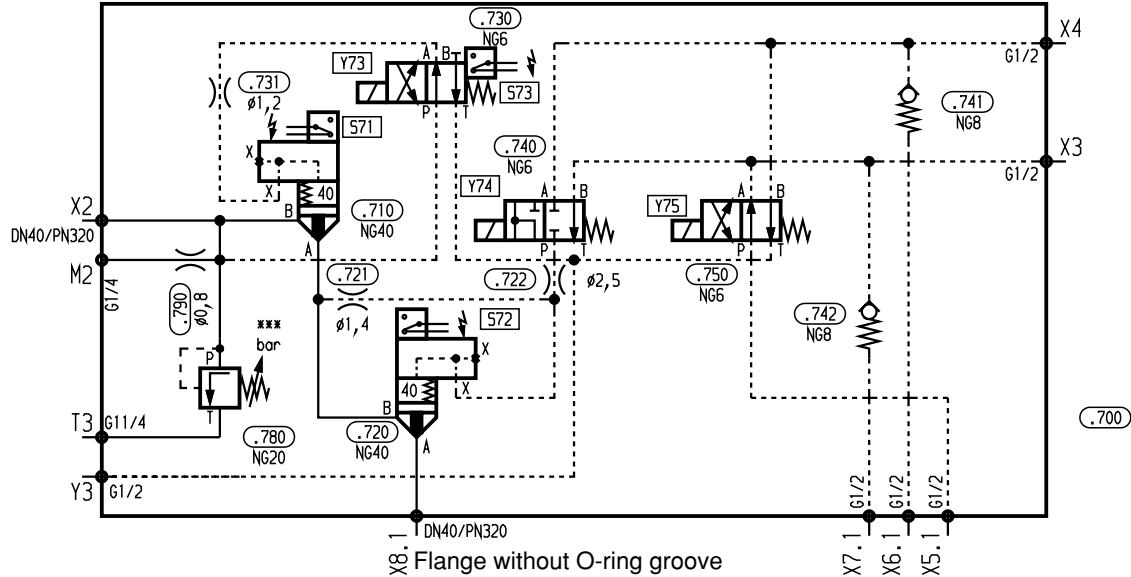 .730
NG6
X4
G1/2
Y73
A
B
.731
ø1,2
S73
P
T
.741
NG8
S71
X
X
40
.740
NG6
X3
G1/2
Y74
A
B
Y75
A
B
X2
DN40/PN320
B
.710
NG40
A
P
T
P
T
M2
G1/4
.790
ø0,8
.721
ø1,4
.722
ø2,5
.750
NG6
***
bar
S72
.742
NG8
P
X
X
40
T
T3
G11/4
.780
NG20
B
.720
NG40
A
.700
Y3
G1/2
G1/2
G1/2
G1/2
DN40/PN320
X8.1
Flange without O-ring groove
X7.1
X6.1
X5.1